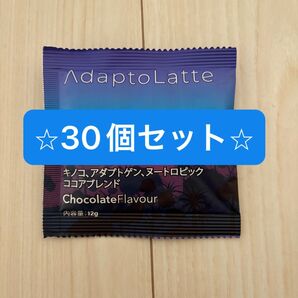 AdaptoLatte
☆30個セット☆
キノコ、アダプトゲン、ヌートロピック
ココアブレンド
ChocolateFlavour
内容量：12g